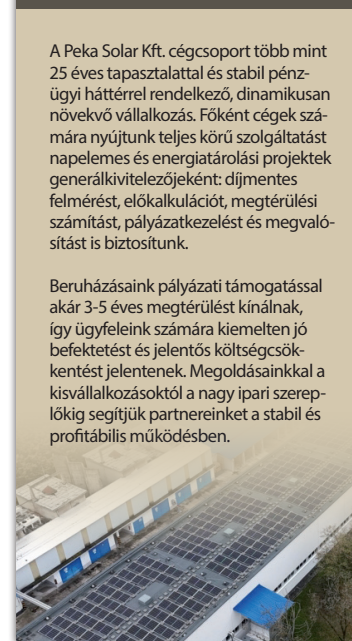 A Peka Solar Kft. cégcsoport több mint
25 éves tapasztalattal és stabil pénz-
ügyi háttérrel rendelkező, dinamikusan
növekvő vállalkozás. Főként cégek szá-
mára nyújtunk teljes körű szolgáltatást
napelemes és energiatárolási projektek
generálkivitelezőjeként: díjmentes
felmérést, előkalkulációt, megtérülési
számítást, pályázatkezelést és megvaló-
sítást is biztosítunk.

Beruházásaink pályázati támogatással
akár 3-5 éves megtérülést kínálnak,
így ügyfeleink számára kiemelten jó
befektetést és jelentős költségcsök-
kentést jelentenek. Megoldásainkkal a
kisvállalkozásoktól a nagy ipari szerep-
lőkig segítjük partnereinket a stabil és
profitábilis működésben.